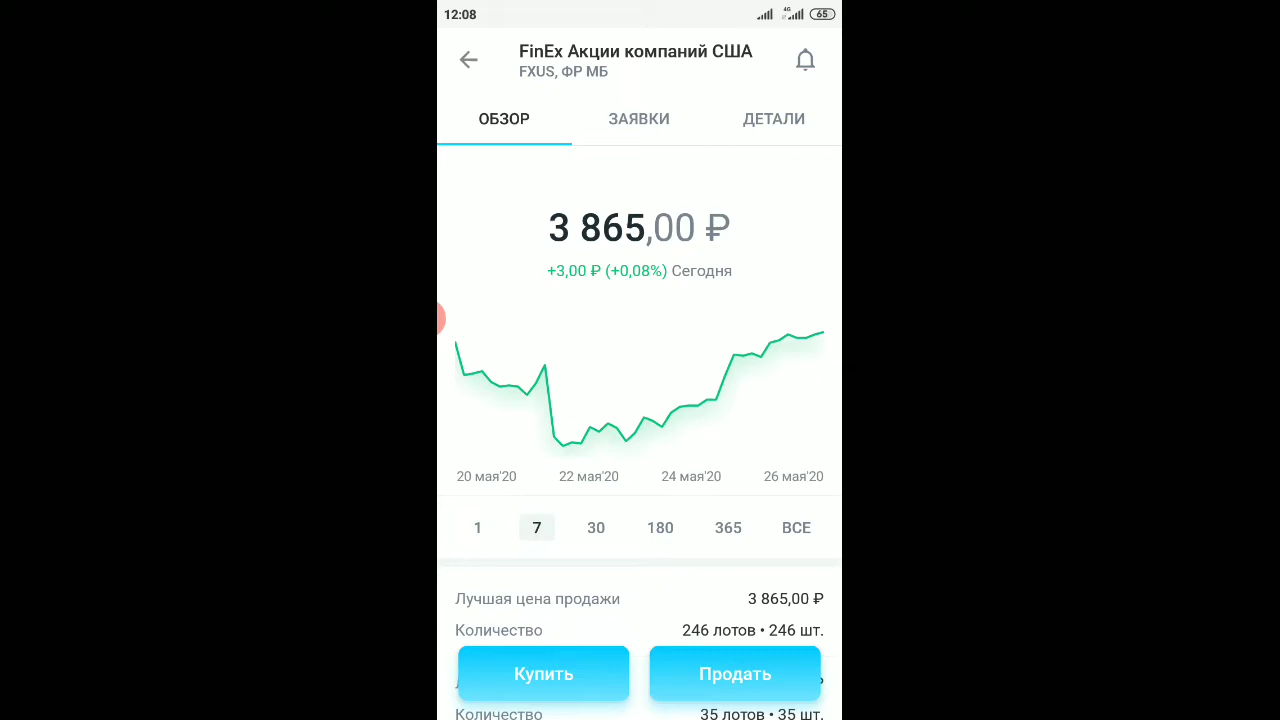 12:08
4G
65
FinEx Акции компаний США
FXUS, ФР МБ
ОБЗОР ЗАЯВКИ ДЕТАЛИ
3 865,00 ₽
+3,00 ₽ (+0,08%) Сегодня
20 мая'20 22 мая'20 24 мая'20 26 мая'20
1 7 30 180 365 ВСЕ
Лучшая цена продажи 3 865,00 ₽
Количество 246 лотов • 246 шт.
Купить Продать
Количество 35 лотов • 35 шт.